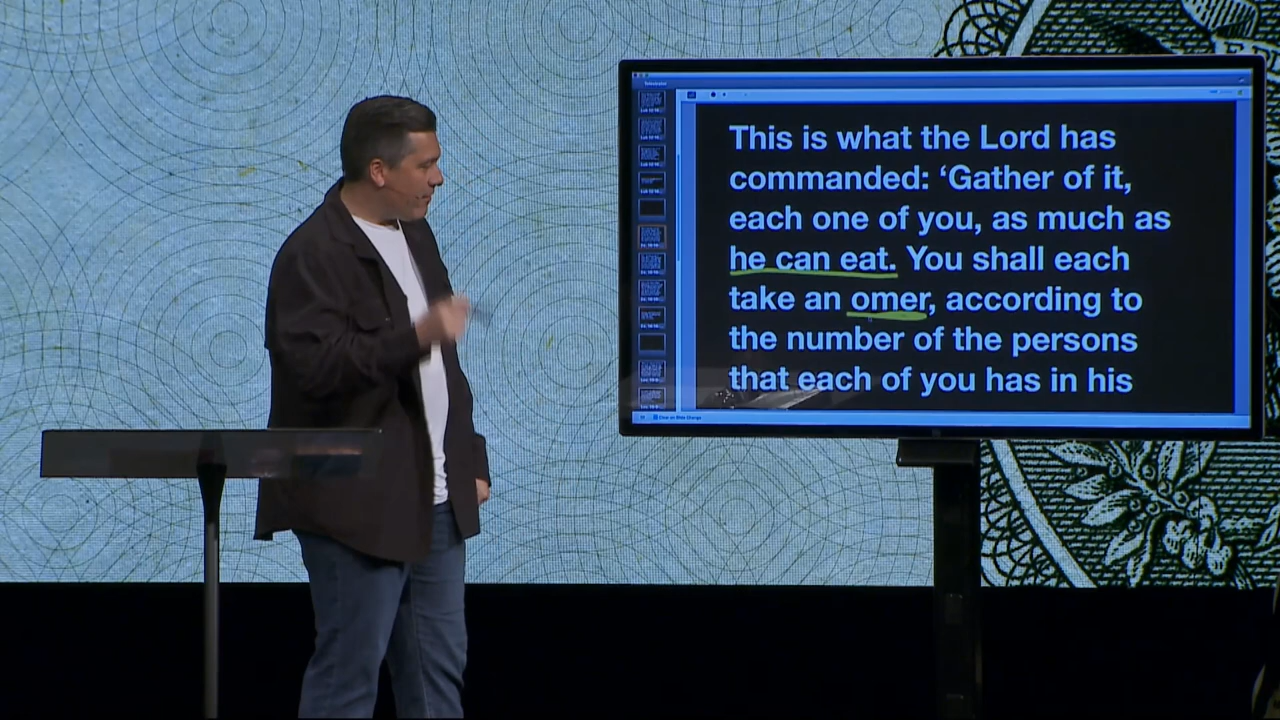 This is what the Lord has
commanded: ‘Gather of it,
each one of you, as much as
he can eat. You shall each
take an omer, according to
the number of the persons
that each of you has in his